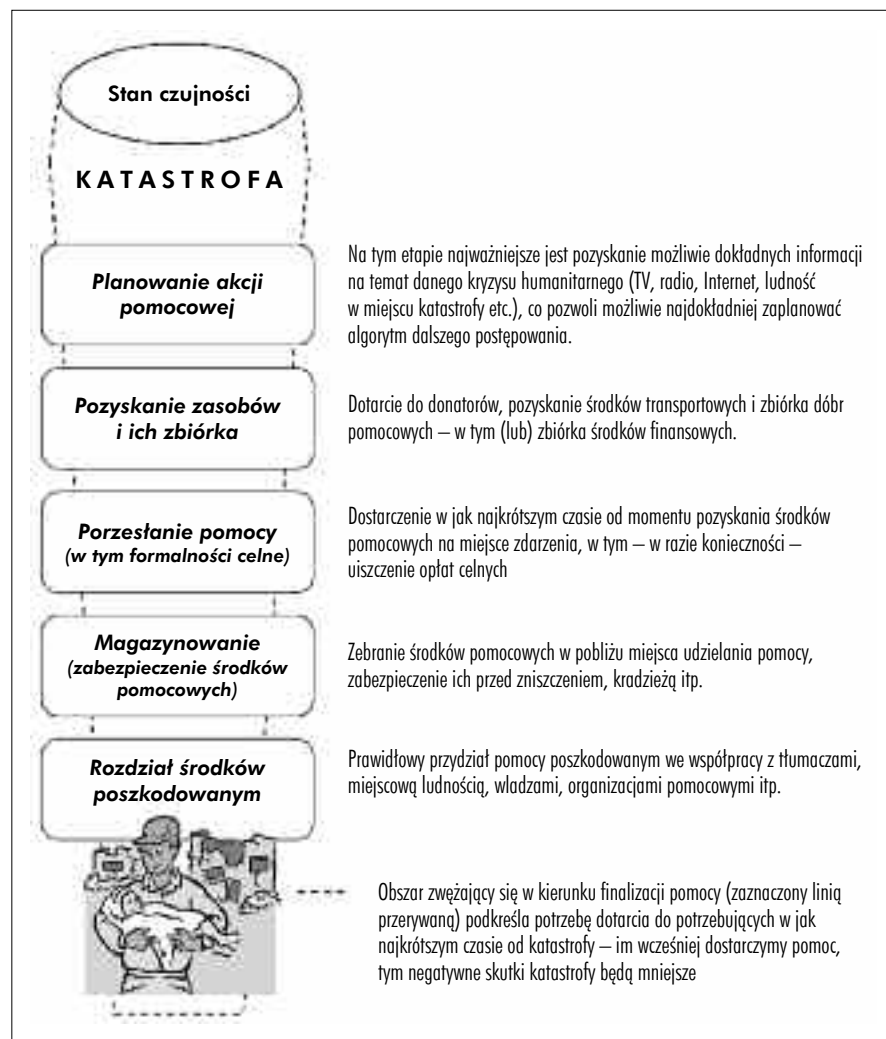 Stan czujności
KATASTROFA
Planowanie akcji
pomocowej
Na tym etapie najważniejsze jest pozyskanie możliwie dokładnych informacji
na temat danego kryzysu humanitarnego (TV, radio, Internet, ludność
w miejscu katastrofy etc.), co pozwoli możliwie najdokładniej zaplanować
algorytm dalszego postępowania.
Pozyskanie zasobów
i ich zbiórka
Dotarcie do donatorów, pozyskanie środków transportowych i zbiórka dóbr
pomocowych – w tym (lub) zbiórka środków finansowych.
Porzesłanie pomocy
(w tym formalności celne)
Dostarczenie w jak najkrótszym czasie od momentu pozyskania środków
pomocowych na miejsce zdarzenia, w tym – w razie konieczności –
uiszczenie opłat celnych
Magazynowanie
(zabezpieczenie środków
pomocowych)
Zebranie środków pomocowych w pobliżu miejsca udzielania pomocy,
zabezpieczenie ich przed zniszczeniem, kradzieżą itp.
Rozdział środków
poszkodowanym
Prawidłowy przydział pomocy poszkodowanym we współpracy z tłumaczami,
miejscową ludnością, wladzami, organizacjami pomocowymi itp.
Obszar zwężający się w kierunku finalizacji pomocy (zaznaczony linią
przerywaną) podkreśla potrzebę dotarcia do potrzebujących w jak
najkrótszym czasie od katastrofy – im wcześniej dostarczymy pomoc,
tym negatywne skutki katastrofy będą mniejsze